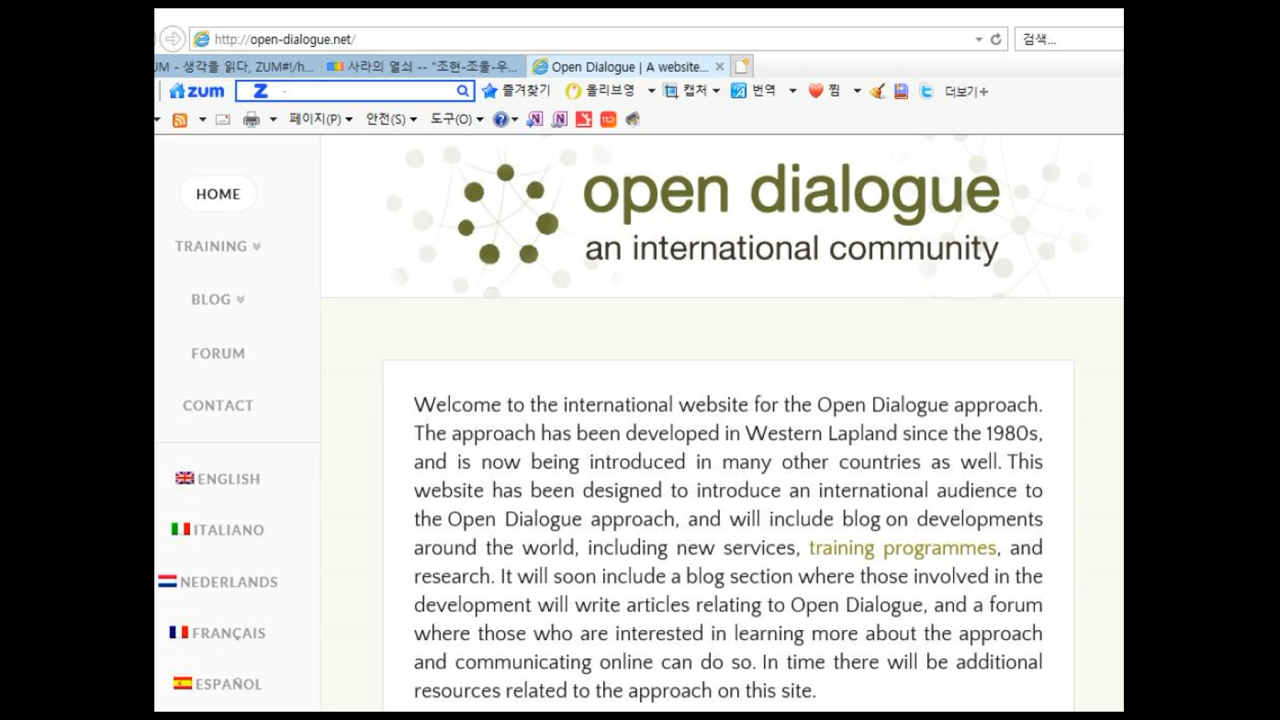 http://open-dialogue.net/
검색...
UM - 생각을 읽다, ZUM#!/h...
사라의 열쇠 -- "조현-조울-우...
Open Dialogue | A website...
zum
즐겨찾기
올리브영
캡처
번역
찜
더보기+
페이지(P)
안전(S)
도구(O)
HOME
TRAINING
BLOG
FORUM
CONTACT
ENGLISH
ITALIANO
NEDERLANDS
FRANÇAIS
ESPAÑOL
open dialogue
an international community
Welcome to the international website for the Open Dialogue approach.
The approach has been developed in Western Lapland since the 1980s,
and is now being introduced in many other countries as well. This
website has been designed to introduce an international audience to
the Open Dialogue approach, and will include blog on developments
around the world, including new services, training programmes, and
research. It will soon include a blog section where those involved in the
development will write articles relating to Open Dialogue, and a forum
where those who are interested in learning more about the approach
and communicating online can do so. In time there will be additional
resources related to the approach on this site.